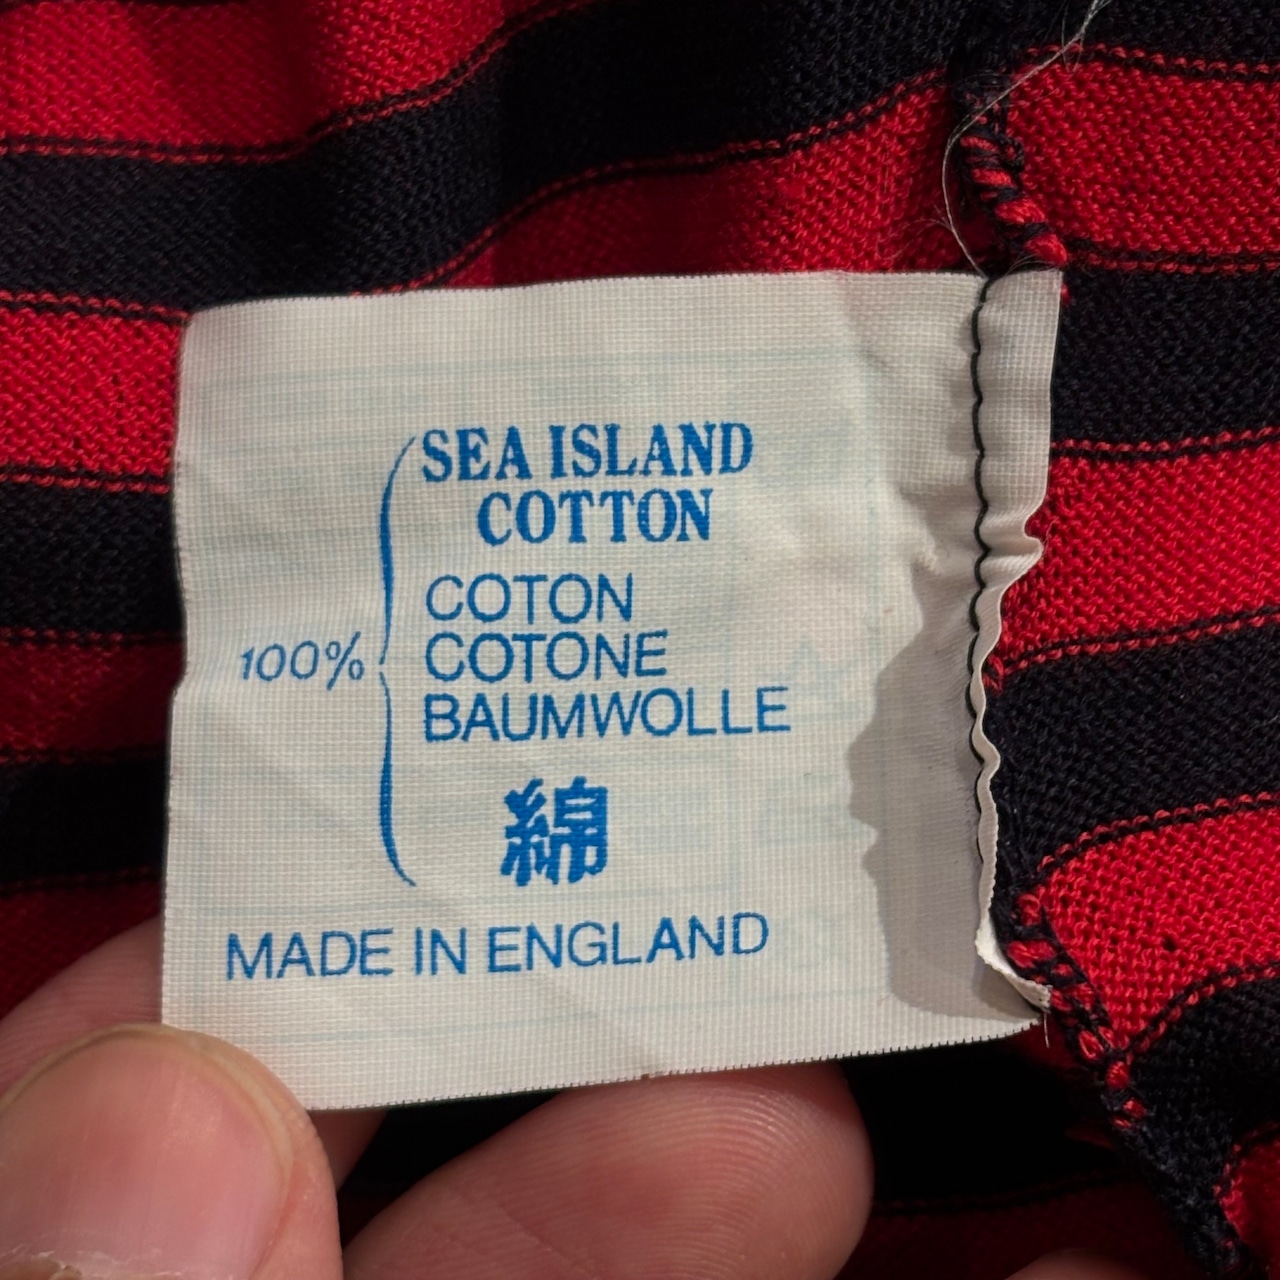 SEA ISLAND
COTTON
COTON
100% COTONE
BAUMWOLLE
綿
MADE IN ENGLAND